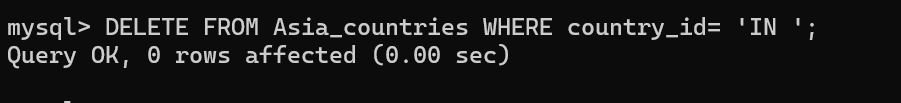 mysql> DELETE FROM Asia_countries WHERE country_id= 'IN ';
Query OK, 0 rows affected (0.00 sec)